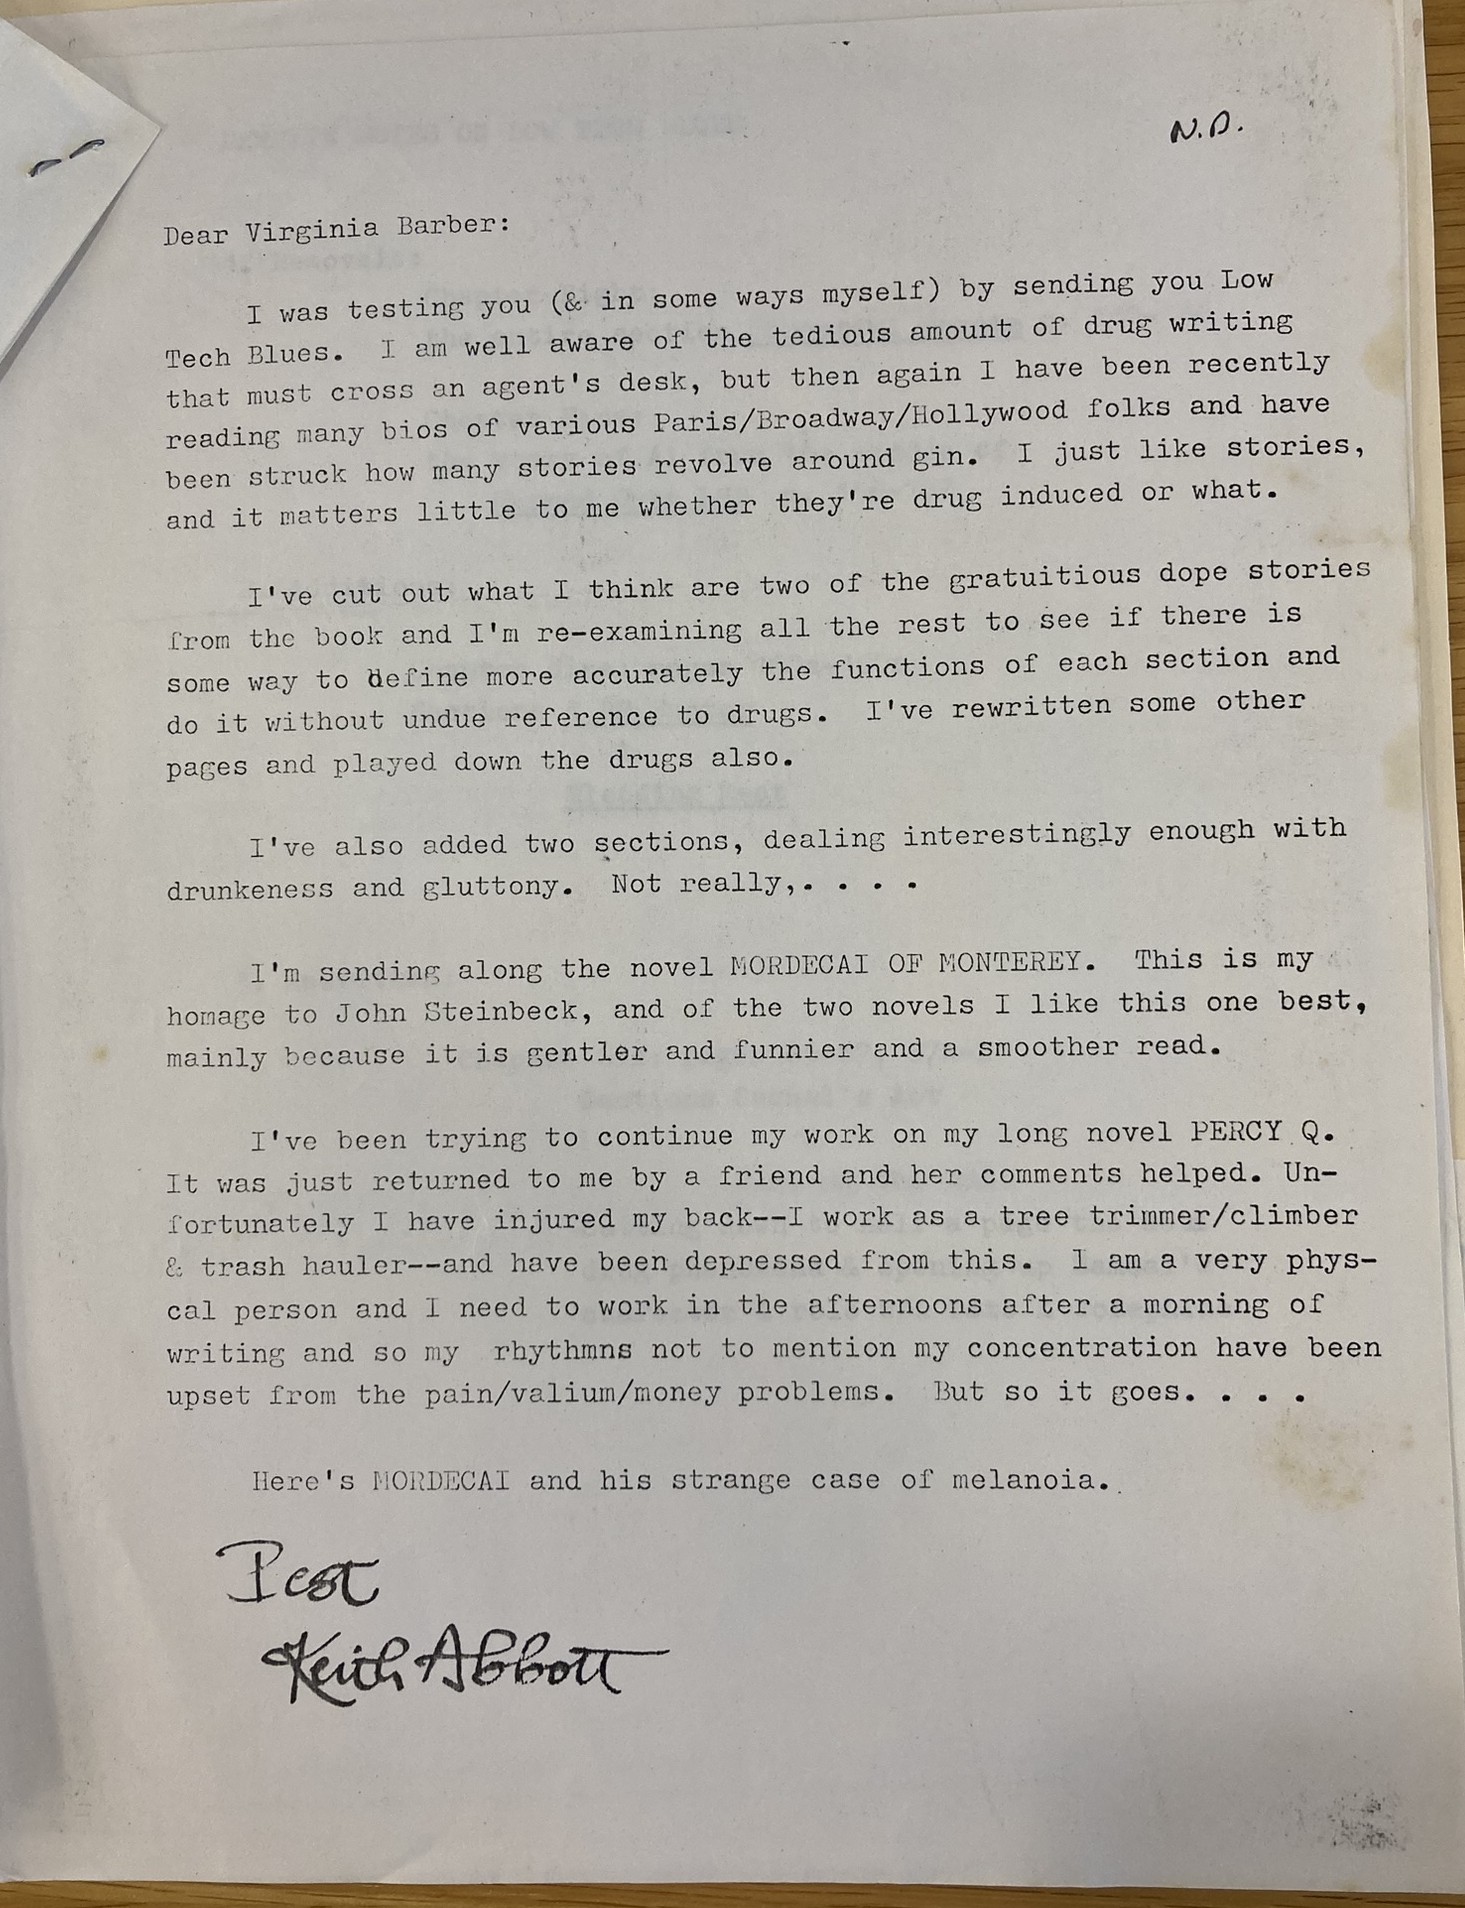 N.D.
Dear Virginia Barber:
I was testing you (& in some ways myself) by sending you Low
Tech Blues. I am well aware of the tedious amount of drug writing
that must cross an agent's desk, but then again I have been recently
reading many bios of various Paris/Broadway/Hollywood folks and have
been struck how many stories revolve around gin. I just like stories,
and it matters little to me whether they're drug induced or what.
I've cut out what I think are two of the gratuitious dope stories
from the book and I'm re-examining all the rest to see if there is
some way to define more accurately the functions of each section and
do it without undue reference to drugs. I've rewritten some other
pages and played down the drugs also.
I've also added two sections, dealing interestingly enough with
drunkeness and gluttony. Not really,. . . .
I'm sending along the novel MORDECAI OF MONTEREY. This is my
homage to John Steinbeck, and of the two novels I like this one best,
mainly because it is gentler and funnier and a smoother read.
I've been trying to continue my work on my long novel PERCY Q.
It was just returned to me by a friend and her comments helped. Un-
fortunately I have injured my back--I work as a tree trimmer/climber
& trash hauler--and have been depressed from this. I am a very phys-
cal person and I need to work in the afternoons after a morning of
writing and so my rhythmns not to mention my concentration have been
upset from the pain/valium/money problems. But so it goes. . . .
Here's MORDECAI and his strange case of melanoia.
Best
Keith Abbott